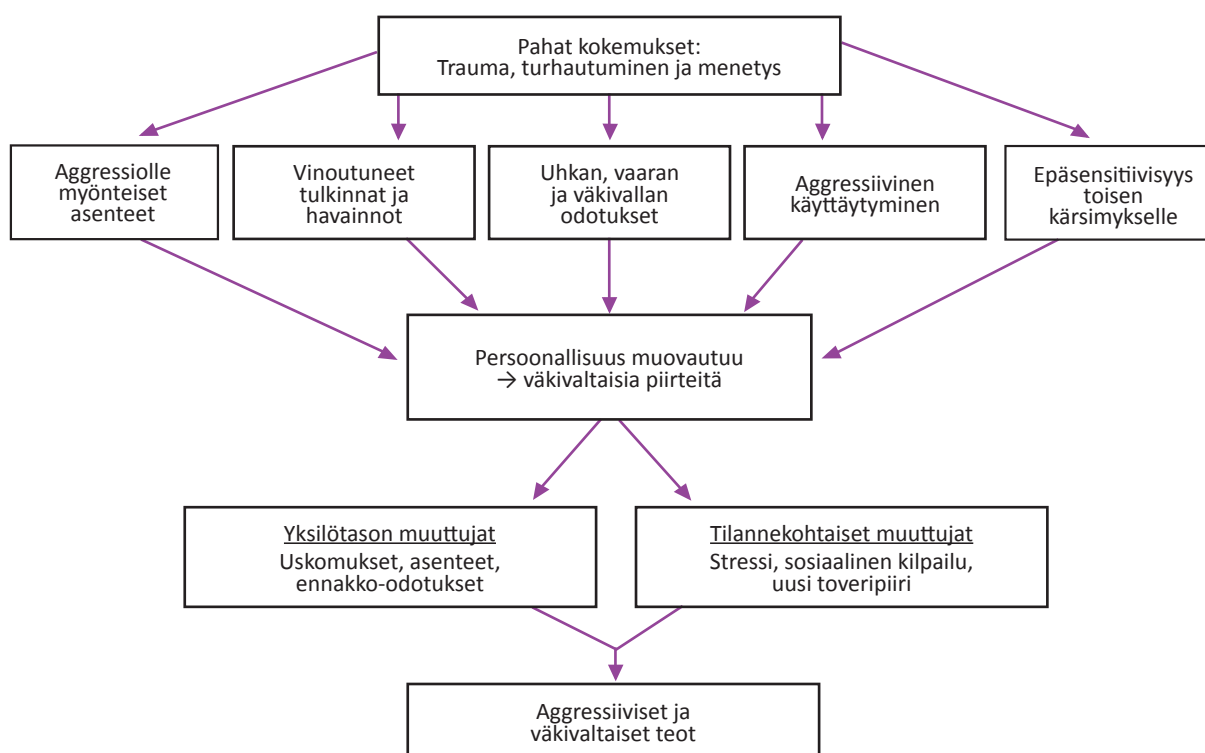 Pahat kokemukset:
Trauma, turhautuminen ja menetys
Aggressiolle
myönteiset
asenteet
Vinoutuneet
tulkinnat ja
havainnot
Uhkan, vaaran
ja väkivallan
odotukset
Aggressiivinen
käyttäytyminen
Epäsensitiivisyys
toisen
kärsimykselle
Persoonallisuus muovautuu
→ väkivaltaisia piirteitä
Yksilötason muuttujat
Uskomukset, asenteet,
ennakko-odotukset
Tilannekohtaiset muuttujat
Stressi, sosiaalinen kilpailu,
uusi toveripiiri
Aggressiiviset ja
väkivaltaiset teot